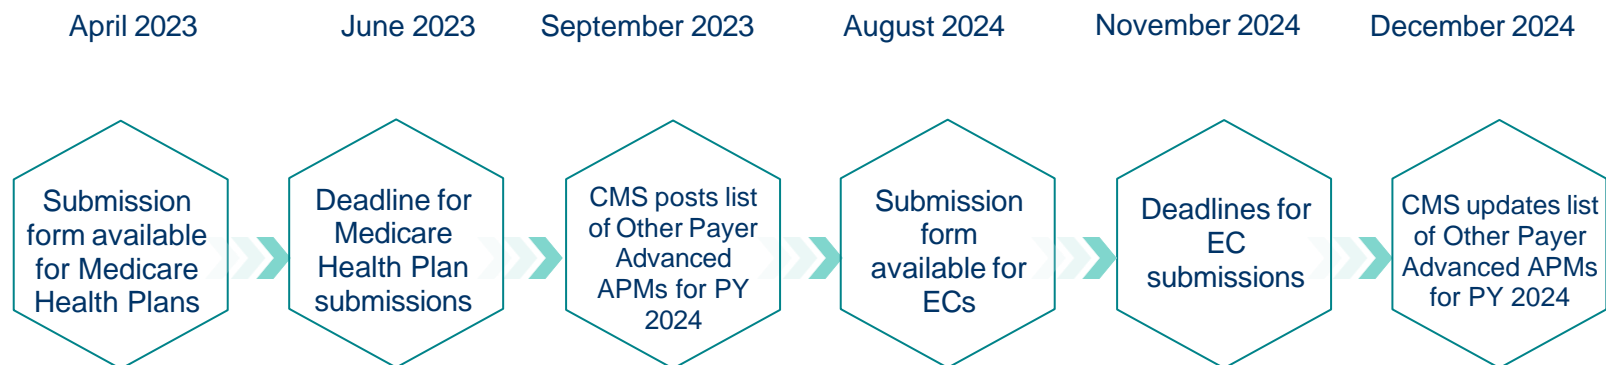 April 2023
June 2023
September 2023
August 2024
November 2024
December 2024
Submission
form available
for Medicare
Health Plans
Deadline for
Medicare
Health Plan
submissions
CMS posts list
of Other Payer
Advanced
APMs for PY
2024
Submission
form
available for
ECs
Deadlines for
EC
submissions
CMS updates list
of Other Payer
Advanced APMs
for PY 2024